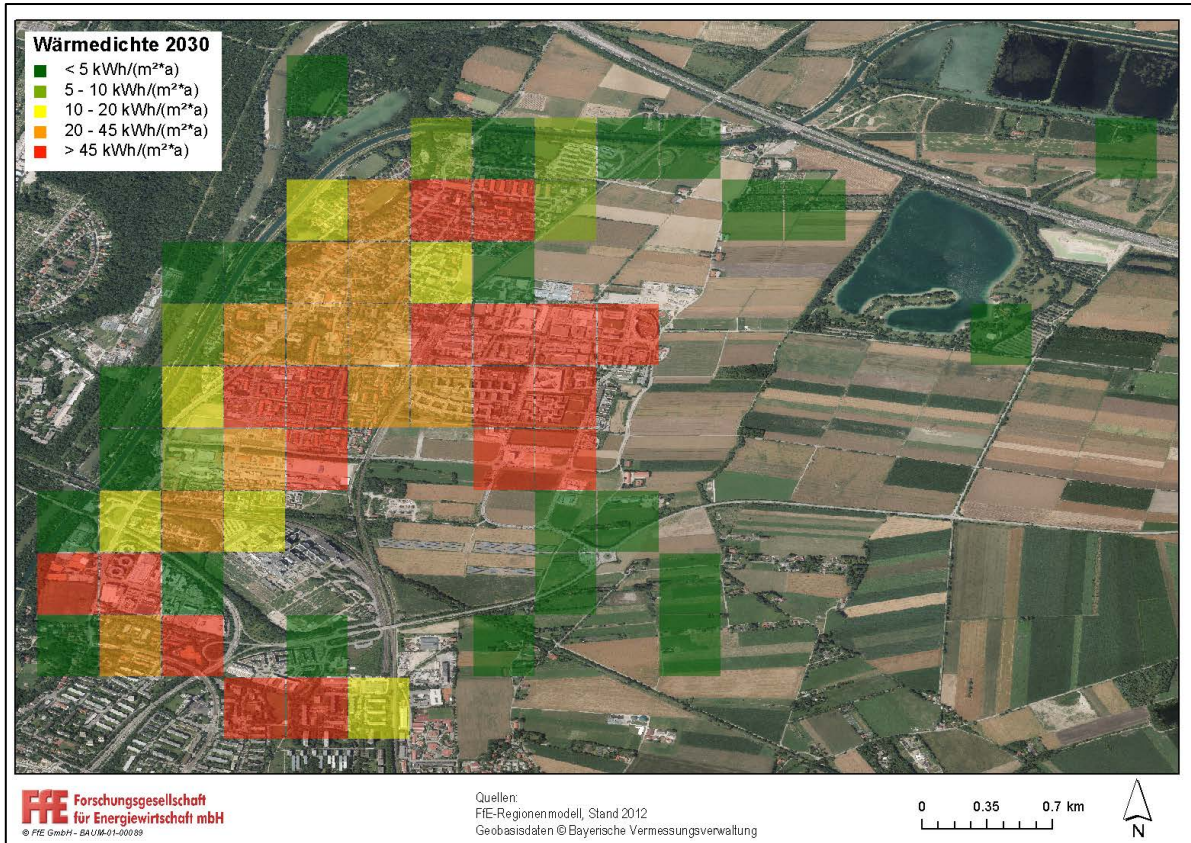 Wärmedichte 2030
< 5 kWh/(m²*a)
5 - 10 kWh/(m²*a)
10 - 20 kWh/(m²*a)
20 - 45 kWh/(m²*a)
> 45 kWh/(m²*a)
FfE Forschungsgesellschaft
für Energiewirtschaft mbH
© FfE GmbH - BAUM-01-00089
Quellen:
FfE-Regionenmodell, Stand 2012
Geobasisdaten © Bayerische Vermessungsverwaltung
0 0.35 0.7 km
N